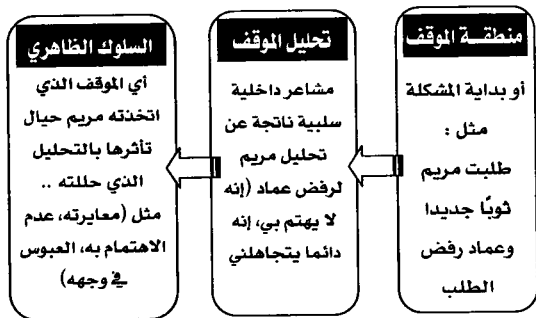 منطقـــة الموقف
أو بداية المشكلة
مثل :
طلبت مريم
ثوبًا جديدا
وعماد رفض
الطلب
تحليل الموقف
مشاعر داخلية
سلبية ناتجة عن
تحليل مريم
لرفض عماد (إنه
لا يهتم بي، إنه
دائما يتجاهلني
السلوك الظاهري
أي الموقف الذي
اتخذته مريم حيال
تأثرها بالتحليل
الذي حللته ..
مثل (معايرته، عدم
الاهتمام به، العبوس
في وجهه)